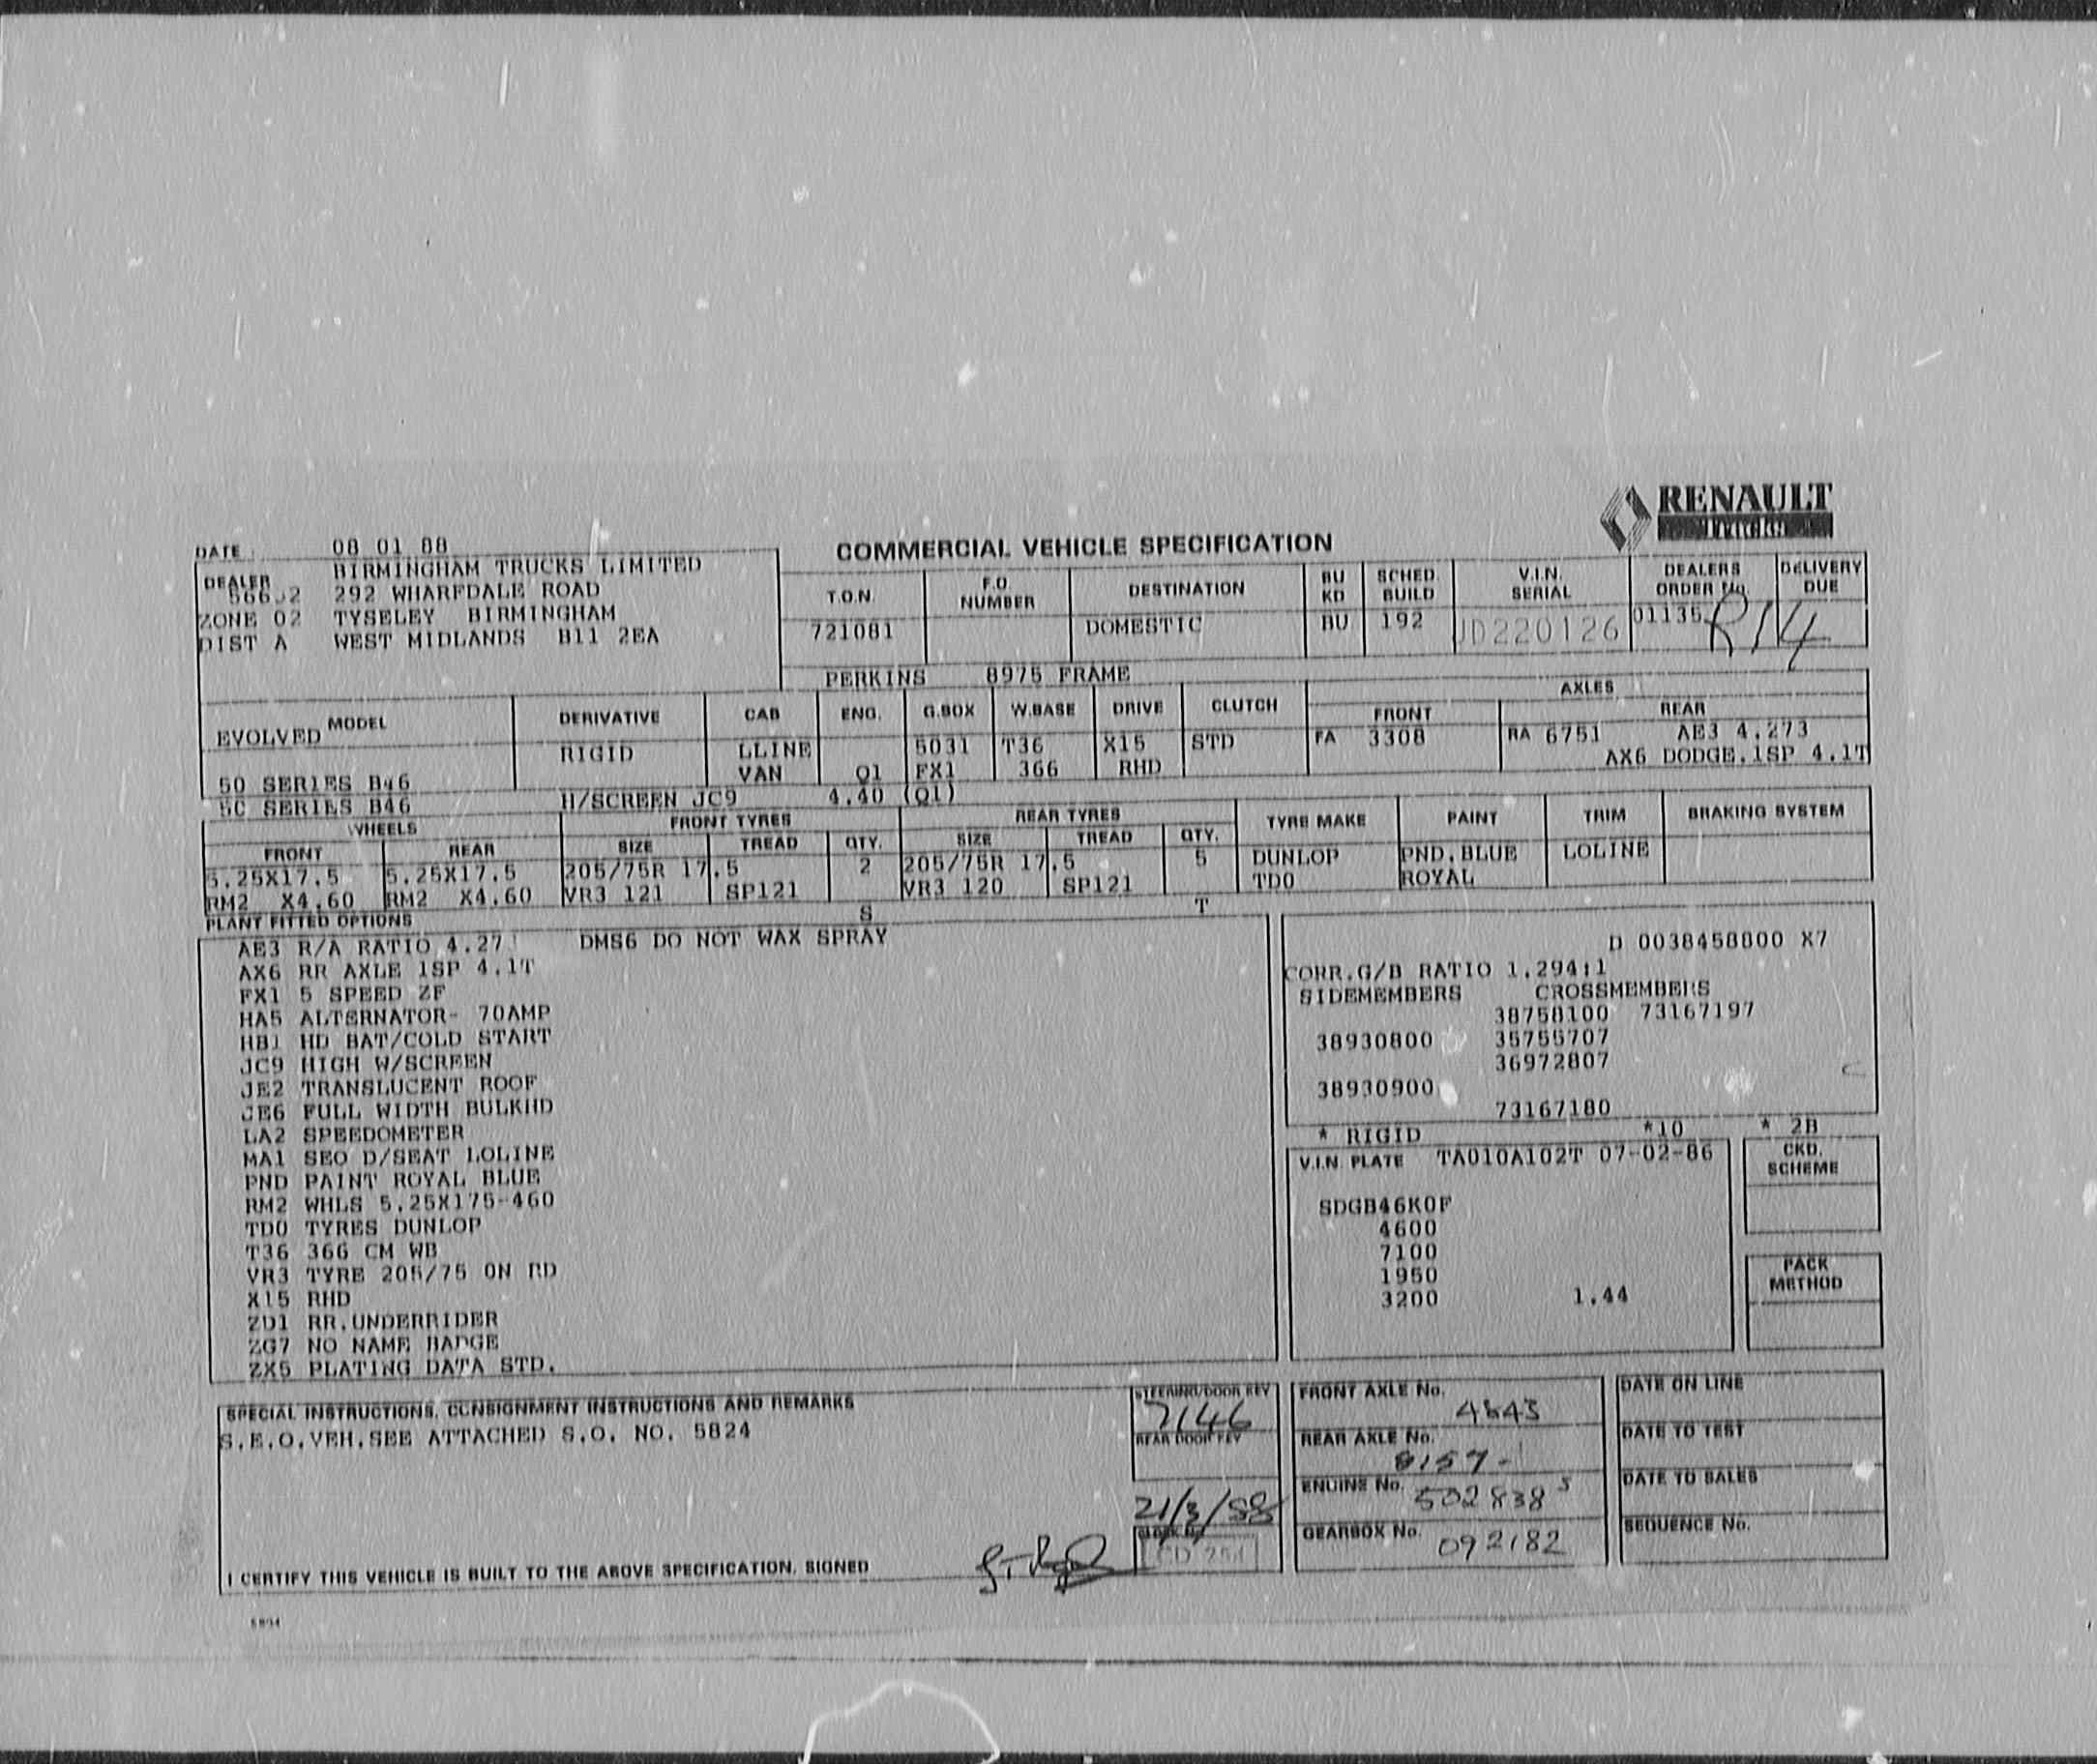 RENAULT
Trucks
DATE 08 01 88
COMMERCIAL VEHICLE SPECIFICATION
DEALER BIRMINGHAM TRUCKS LIMITED
292 WHARFDALE ROAD
ZONE 02 TYSELEY BIRMINGHAM
DIST A WEST MIDLANDS B11 2EA
T.O.N. F.O. NUMBER DESTINATION BU KD SCHED. BUILD V.I.N. SERIAL DEALERS ORDER No. DELIVERY DUE
721081 DOMESTIC BU 192 JD220126 01135 R14
PERKINS 8975 FRAME
MODEL DERIVATIVE CAB ENG. G.BOX W.BASE DRIVE CLUTCH AXLES FRONT REAR
EVOLVED RIGID LLINE 5031 T36 X15 STD FA 3308 RA 6751 AE3 4.273
50 SERIES B46 VAN Q1 FX1 366 RHD AX6 DODGE.1SP 4.1T
50 SERIES B46 H/SCREEN JC9 4.40 (Q1)
WHEELS FRONT TYRES REAR TYRES TYRE MAKE PAINT TRIM BRAKING SYSTEM
FRONT REAR SIZE TREAD QTY. SIZE TREAD QTY.
5.25X17.5 5.25X17.5 205/75R 17.5 2 205/75R 17.5 5 DUNLOP PND.BLUE LOLINE
RM2 X4.60 RM2 X4.60 VR3 121 SP121 VR3 120 SP121 TD0 ROYAL
PLANT FITTED OPTIONS S T
AE3 R/A RATIO 4.27 DMS6 DO NOT WAX SPRAY
AX6 RR AXLE 1SP 4.1T
FX1 5 SPEED ZF
HA5 ALTERNATOR- 70AMP
HB1 HD BAT/COLD START
JC9 HIGH W/SCREEN
JE2 TRANSLUCENT ROOF
JE6 FULL WIDTH BULKHD
LA2 SPEEDOMETER
MA1 SEO D/SEAT LOLINE
PND PAINT ROYAL BLUE
RM2 WHLS 5.25X175-460
TD0 TYRES DUNLOP
T36 366 CM WB
VR3 TYRE 205/75 ON RD
X15 RHD
ZD1 RR.UNDERRIDER
ZG7 NO NAME BADGE
ZX5 PLATING DATA STD.
D 0038458800 X7
CORR.G/B RATIO 1.294:1
SIDEMEMBERS CROSSMEMBERS
38758100 73167197
38930800 35755707
36972807
38930900
73167180
* RIGID *10 * 2B
V.I.N. PLATE TA010A102T 07-02-86
SDGB46K0F
4600
7100
1950
3200 1.44
CKD. SCHEME
PACK METHOD
SPECIAL INSTRUCTIONS, CONSIGNMENT INSTRUCTIONS AND REMARKS
S.E.O.VEH.SEE ATTACHED S.O. NO. 5824
STEERING/DOOR KEY
7146
REAR DOOR KEY
21/3/88
CLOCK No.
FRONT AXLE No. 4843
REAR AXLE No. 8157
ENGINE No. 502838 S
GEARBOX No. 092182
DATE ON LINE
DATE TO TEST
DATE TO SALES
SEQUENCE No.
I CERTIFY THIS VEHICLE IS BUILT TO THE ABOVE SPECIFICATION. SIGNED